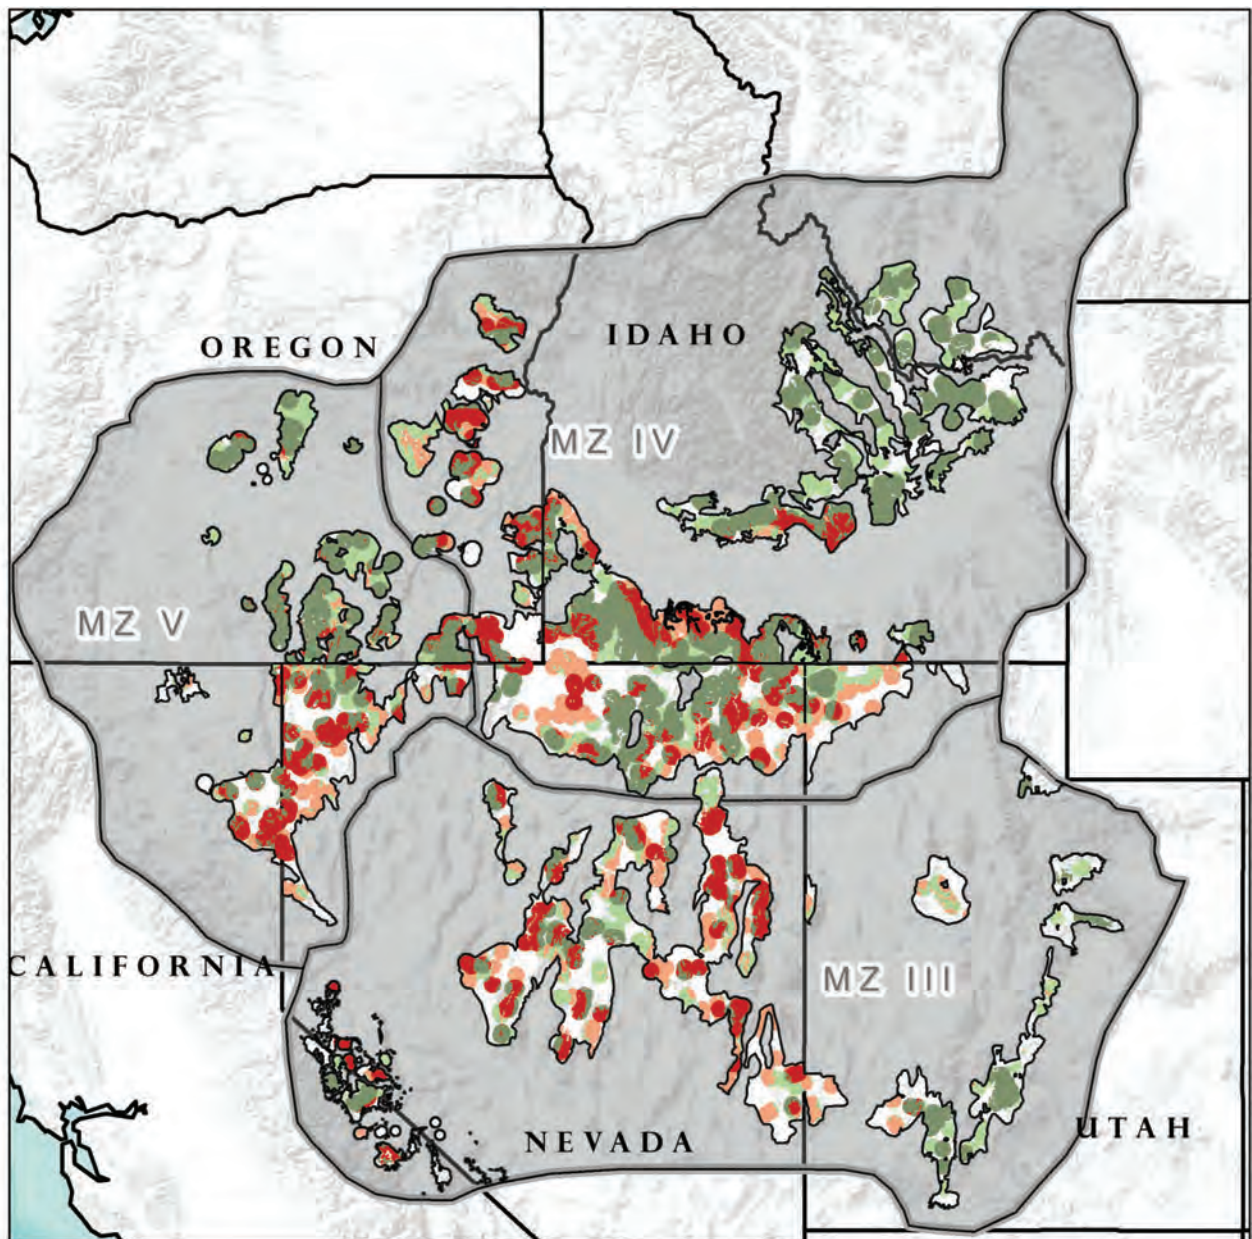 OREGON
IDAHO
MZ IV
MZ V
CALIFORNIA
MZ III
NEVADA
UTAH